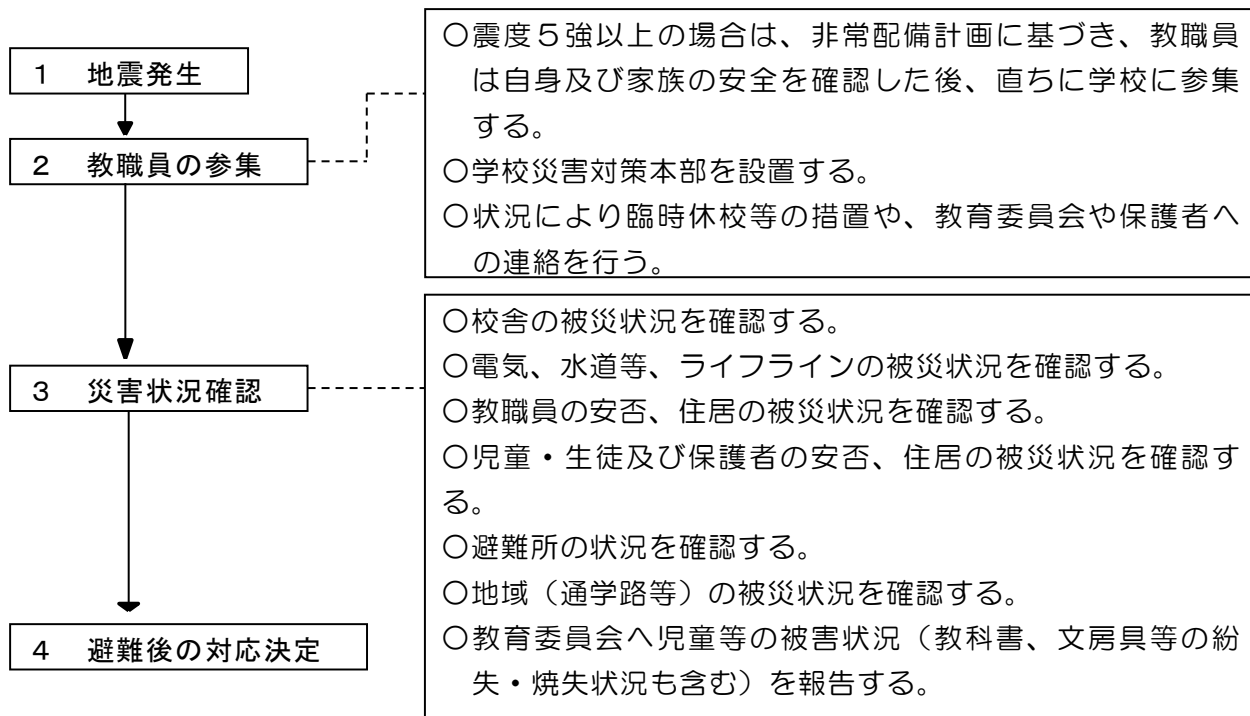 １　地震発生
２　教職員の参集
○震度５強以上の場合は、非常配備計画に基づき、教職員
は自身及び家族の安全を確認した後、直ちに学校に参集
する。
○学校災害対策本部を設置する。
○状況により臨時休校等の措置や、教育委員会や保護者へ
の連絡を行う。
３　災害状況確認
○校舎の被災状況を確認する。
○電気、水道等、ライフラインの被災状況を確認する。
○教職員の安否、住居の被災状況を確認する。
○児童・生徒及び保護者の安否、住居の被災状況を確認す
る。
○避難所の状況を確認する。
○地域（通学路等）の被災状況を確認する。
○教育委員会へ児童等の被害状況（教科書、文房具等の紛
失・焼失状況も含む）を報告する。
４　避難後の対応決定